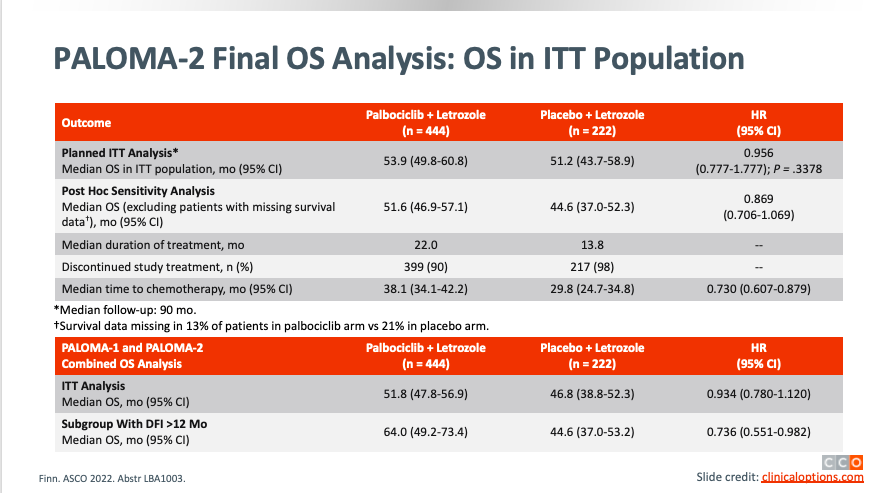 PALOMA-2 Final OS Analysis: OS in ITT Population
Outcome
Palbociclib + Letrozole
(n = 444)
Placebo + Letrozole
(n = 222)
HR
(95% CI)
Planned ITT Analysis*
Median OS in ITT population, mo (95% CI)
53.9 (49.8-60.8)
51.2 (43.7-58.9)
0.956
(0.777-1.777); P = .3378
Post Hoc Sensitivity Analysis
Median OS (excluding patients with missing survival
data†), mo (95% CI)
51.6 (46.9-57.1)
44.6 (37.0-52.3)
0.869
(0.706-1.069)
Median duration of treatment, mo
22.0
13.8
--
Discontinued study treatment, n (%)
399 (90)
217 (98)
--
Median time to chemotherapy, mo (95% CI)
38.1 (34.1-42.2)
29.8 (24.7-34.8)
0.730 (0.607-0.879)
*Median follow-up: 90 mo.
†Survival data missing in 13% of patients in palbociclib arm vs 21% in placebo arm.
PALOMA-1 and PALOMA-2
Combined OS Analysis
Palbociclib + Letrozole
(n = 444)
Placebo + Letrozole
(n = 222)
HR
(95% CI)
ITT Analysis
Median OS, mo (95% CI)
51.8 (47.8-56.9)
46.8 (38.8-52.3)
0.934 (0.780-1.120)
Subgroup With DFI >12 Mo
Median OS, mo (95% CI)
64.0 (49.2-73.4)
44.6 (37.0-53.2)
0.736 (0.551-0.982)
CCO
Finn. ASCO 2022. Abstr LBA1003.
Slide credit: clinicaloptions.com